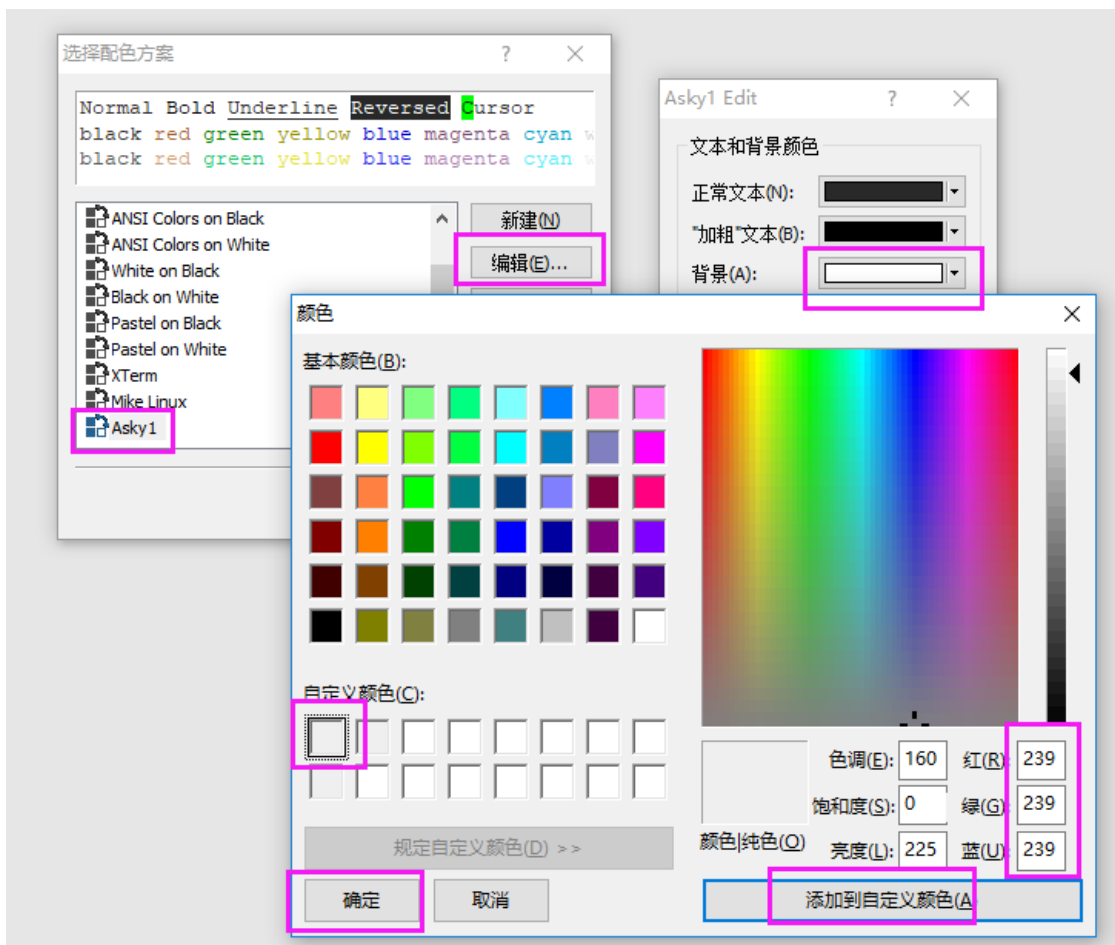 选择配色方案
?
Normal Bold Underline Reversed Cursor
black red green yellow blue magenta cyan w
black red green yellow blue magenta cyan w
ANSI Colors on Black
ANSI Colors on White
White on Black
Black on White
Pastel on Black
Pastel on White
XTerm
Mike Linux
Asky1
新建(N)
编辑(E)...
Asky1 Edit
?
文本和背景颜色
正常文本(N):
"加粗"文本(B):
背景(A):
颜色
基本颜色(B):
自定义颜色(C):
规定自定义颜色(D) >>
确定
取消
颜色|纯色(O)
色调(E): 160
饱和度(S): 0
亮度(L): 225
红(R) 239
绿(G) 239
蓝(U) 239
添加到自定义颜色(A